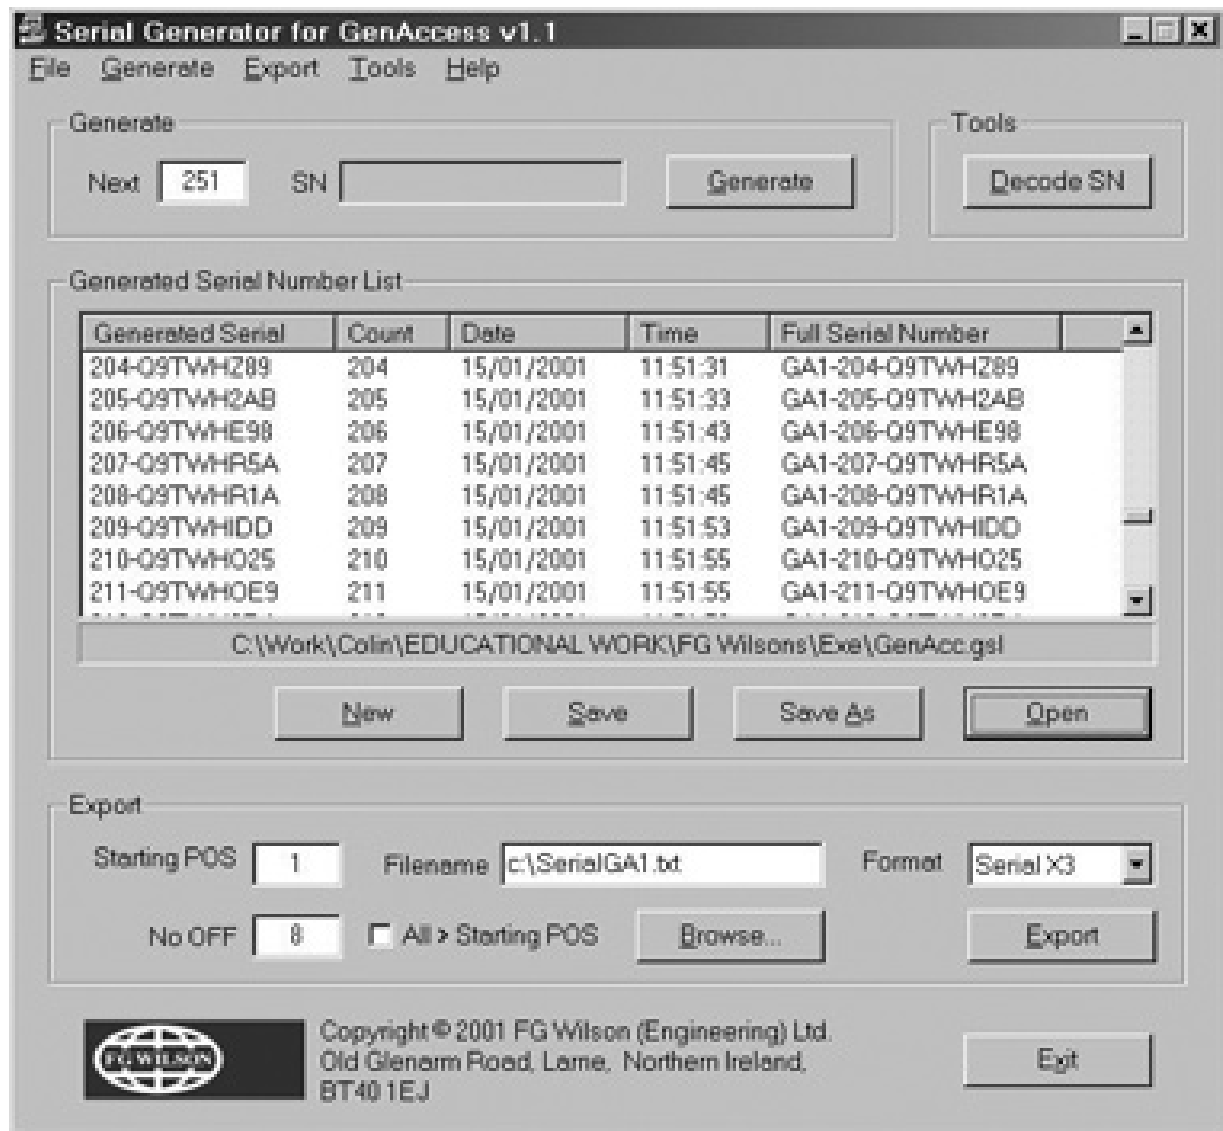 Serial Generator for GenAccess v1.1
File Generate Export Tools Help
Generate
Next 251 SN Generate
Tools
Decode SN
Generated Serial Number List
Generated Serial Count Date Time Full Serial Number
204-Q9TWHZ89 204 15/01/2001 11:51:31 GA1-204-Q9TWHZ89
205-Q9TWH2AB 205 15/01/2001 11:51:33 GA1-205-Q9TWH2AB
206-Q9TWHE98 206 15/01/2001 11:51:43 GA1-206-Q9TWHE98
207-Q9TWHR5A 207 15/01/2001 11:51:45 GA1-207-Q9TWHR5A
208-Q9TWHR1A 208 15/01/2001 11:51:45 GA1-208-Q9TWHR1A
209-Q9TWHIDD 209 15/01/2001 11:51:53 GA1-209-Q9TWHIDD
210-Q9TWHO25 210 15/01/2001 11:51:55 GA1-210-Q9TWHO25
211-Q9TWHOE9 211 15/01/2001 11:51:55 GA1-211-Q9TWHOE9
C:\Work\Colin\EDUCATIONAL WORK\FG Wilsons\Exe\GenAcc.gsl
New Save Save As Open
Export
Starting POS 1 Filename c:\SerialGA1.txt Format Serial X3
No OFF 8 All > Starting POS Browse... Export
FG WILSON
Copyright © 2001 FG Wilson (Engineering) Ltd.
Old Glenarm Road, Larne, Northern Ireland,
BT40 1EJ
Exit